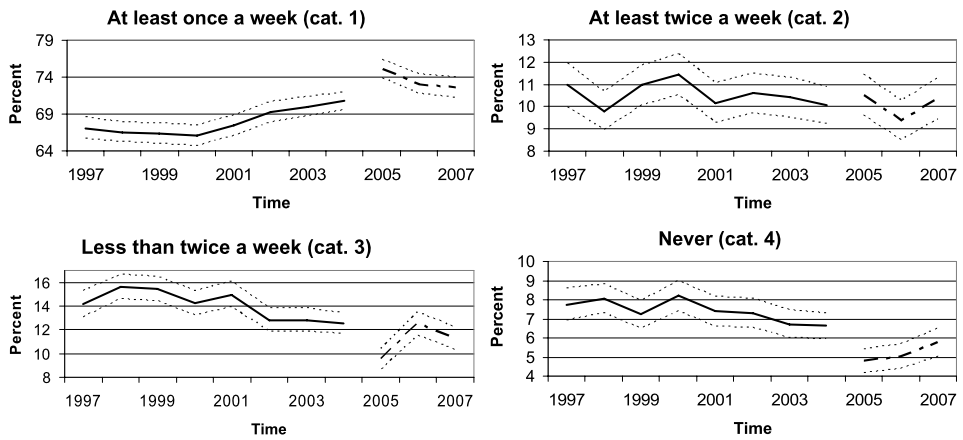 At least once a week (cat. 1)
79
74
69
64
Percent
1997 1999 2001 2003 2005 2007
Time
At least twice a week (cat. 2)
13
12
11
10
9
8
Percent
1997 1999 2001 2003 2005 2007
Time
Less than twice a week (cat. 3)
16
14
12
10
8
Percent
1997 1999 2001 2003 2005 2007
Time
Never (cat. 4)
10
9
8
7
6
5
4
Percent
1997 1999 2001 2003 2005 2007
Time